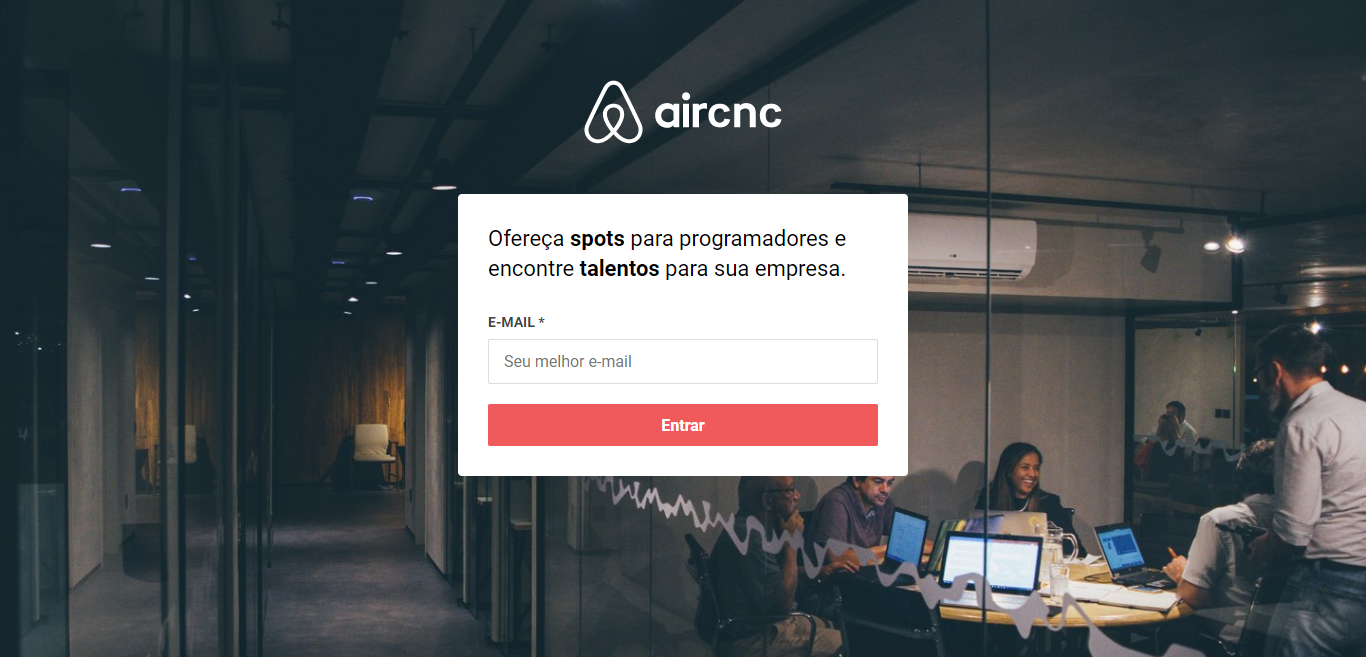 aircnc
Ofereça spots para programadores e
encontre talentos para sua empresa.
E-MAIL *
Seu melhor e-mail
Entrar